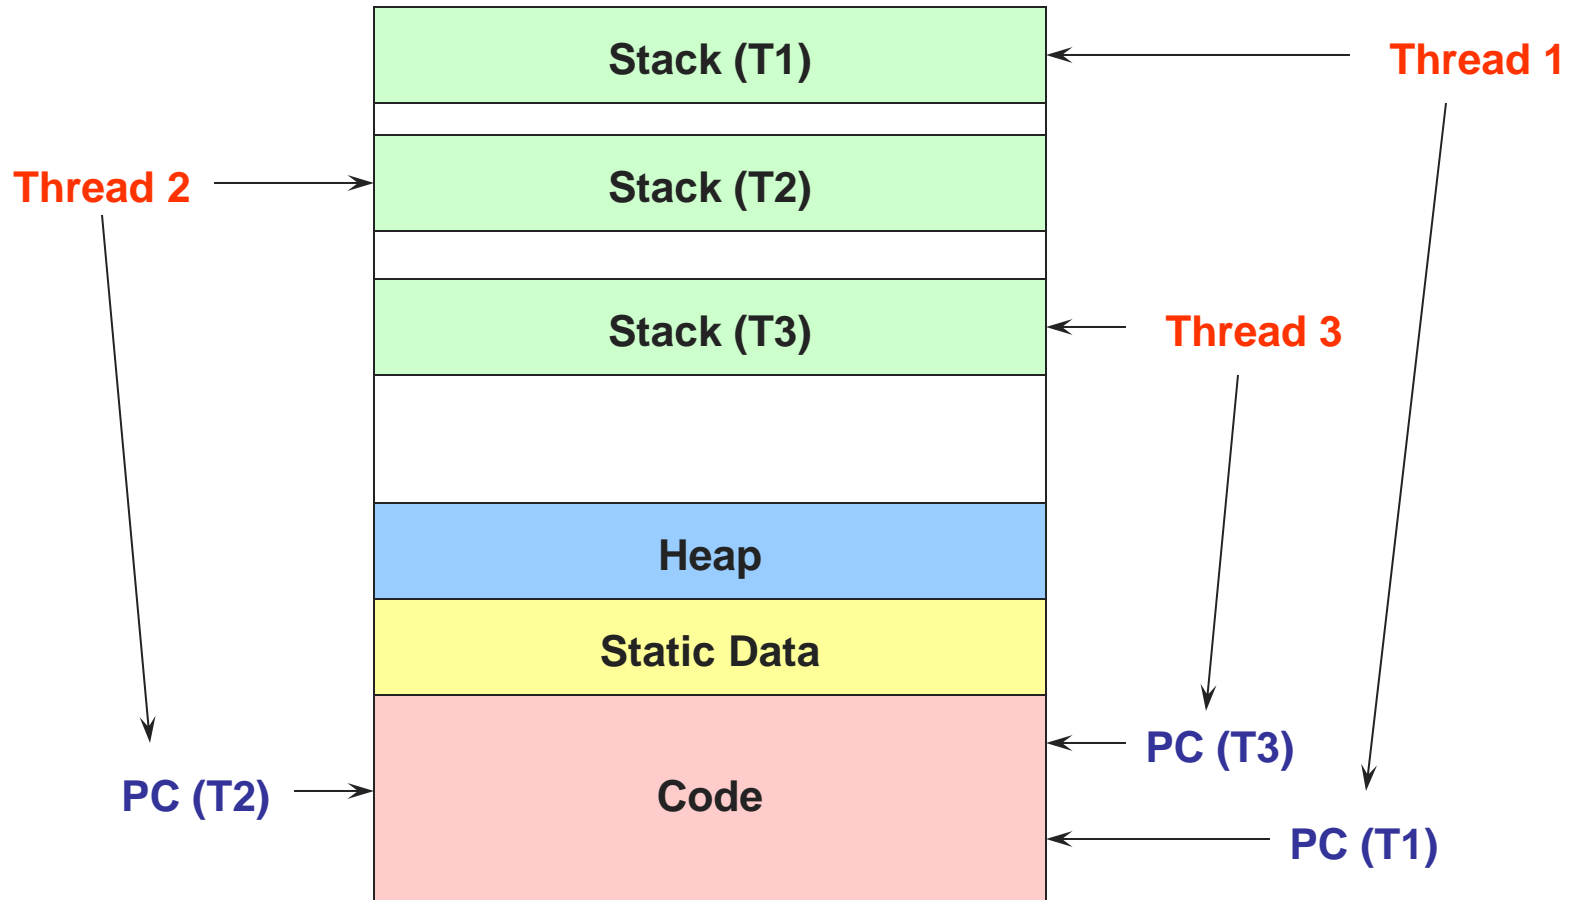 Stack (T1)
Thread 1
Thread 2
Stack (T2)
Stack (T3)
Thread 3
Heap
Static Data
PC (T3)
PC (T2)
Code
PC (T1)